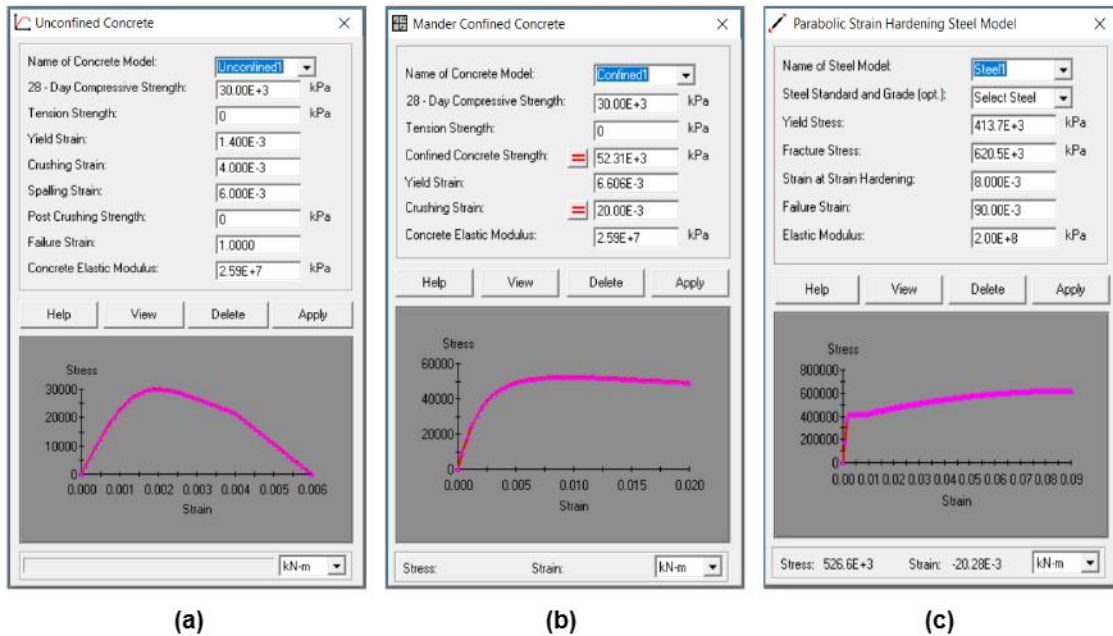 Unconfined Concrete
Name of Concrete Model: Unconfined1
28 - Day Compressive Strength: 30.00E+3 kPa
Tension Strength: 0 kPa
Yield Strain: 1.400E-3
Crushing Strain: 4.000E-3
Spalling Strain: 6.000E-3
Post Crushing Strength: 0 kPa
Failure Strain: 1.0000
Concrete Elastic Modulus: 2.59E+7 kPa
Help View Delete Apply
Stress
30000
20000
10000
0
0.000 0.001 0.002 0.003 0.004 0.005 0.006
Strain
kN-m
(a)
Mander Confined Concrete
Name of Concrete Model: Confined1
28 - Day Compressive Strength: 30.00E+3 kPa
Tension Strength: 0 kPa
Confined Concrete Strength: = 52.31E+3 kPa
Yield Strain: 6.606E-3
Crushing Strain: = 20.00E-3
Concrete Elastic Modulus: 2.59E+7 kPa
Help View Delete Apply
Stress
60000
40000
20000
0
0.000 0.005 0.010 0.015 0.020
Strain
Stress: Strain: kN-m
(b)
Parabolic Strain Hardening Steel Model
Name of Steel Model: Steel1
Steel Standard and Grade (opt.): Select Steel
Yield Stress: 413.7E+3 kPa
Fracture Stress: 620.5E+3 kPa
Strain at Strain Hardening: 8.000E-3
Failure Strain: 90.00E-3
Elastic Modulus: 2.00E+8 kPa
Help View Delete Apply
Stress
800000
600000
400000
200000
0
0.00 0.01 0.02 0.03 0.04 0.05 0.06 0.07 0.08 0.09
Strain
Stress: 526.6E+3 Strain: -20.28E-3 kN-m
(c)